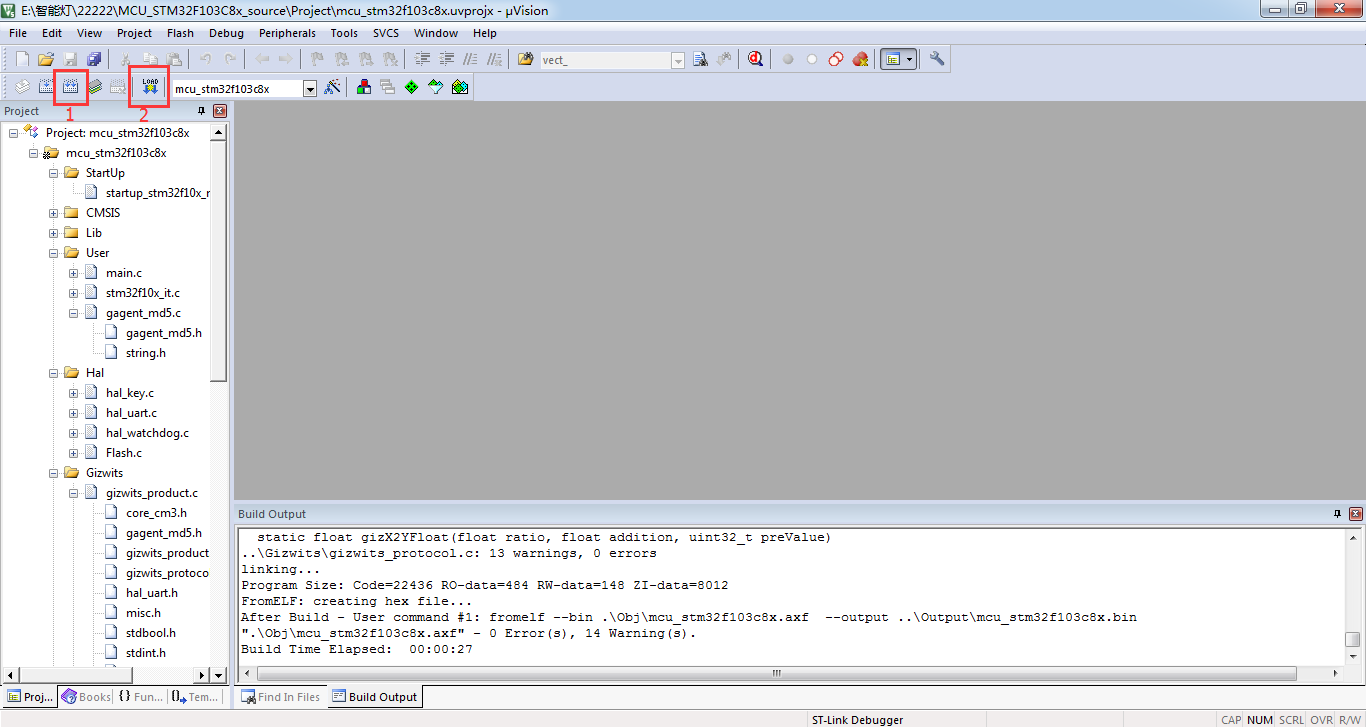 E:\智能灯\22222\MCU_STM32F103C8x_source\Project\mcu_stm32f103c8x.uvprojx - µVision
File Edit View Project Flash Debug Peripherals Tools SVCS Window Help
vect_
LOAD
mcu_stm32f103c8x
1 2
Project
Project: mcu_stm32f103c8x
mcu_stm32f103c8x
StartUp
startup_stm32f10x_r
CMSIS
Lib
User
main.c
stm32f10x_it.c
gagent_md5.c
gagent_md5.h
string.h
Hal
hal_key.c
hal_uart.c
hal_watchdog.c
Flash.c
Gizwits
gizwits_product.c
core_cm3.h
gagent_md5.h
gizwits_product
gizwits_protoco
hal_uart.h
misc.h
stdbool.h
stdint.h
Proj... Books {} Fun... Tem...
Build Output
static float gizX2YFloat(float ratio, float addition, uint32_t preValue)
..\Gizwits\gizwits_protocol.c: 13 warnings, 0 errors
linking...
Program Size: Code=22436 RO-data=484 RW-data=148 ZI-data=8012
FromELF: creating hex file...
After Build - User command #1: fromelf --bin .\Obj\mcu_stm32f103c8x.axf --output ..\Output\mcu_stm32f103c8x.bin
".\Obj\mcu_stm32f103c8x.axf" - 0 Error(s), 14 Warning(s).
Build Time Elapsed: 00:00:27
Find In Files Build Output
ST-Link Debugger
CAP NUM SCRL OVR R/W